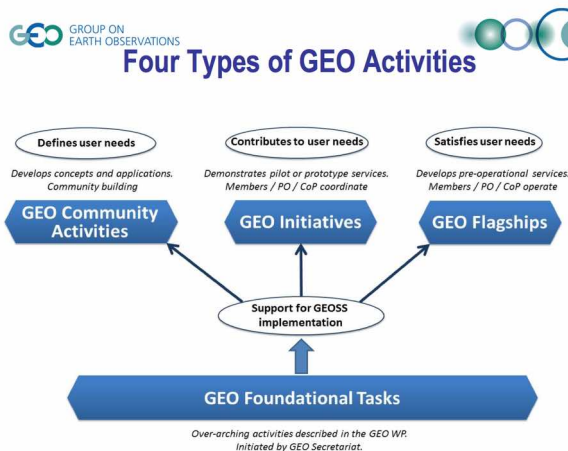 GEO GROUP ON
EARTH OBSERVATIONS
Four Types of GEO Activities
Defines user needs
Contributes to user needs
Satisfies user needs
Develops concepts and applications.
Community building
Demonstrates pilot or prototype services.
Members / PO / CoP coordinate
Develops pre-operational services.
Members / PO / CoP operate
GEO Community
Activities
GEO Initiatives
GEO Flagships
Support for GEOSS
implementation
GEO Foundational Tasks
Over-arching activities described in the GEO WP.
Initiated by GEO Secretariat.